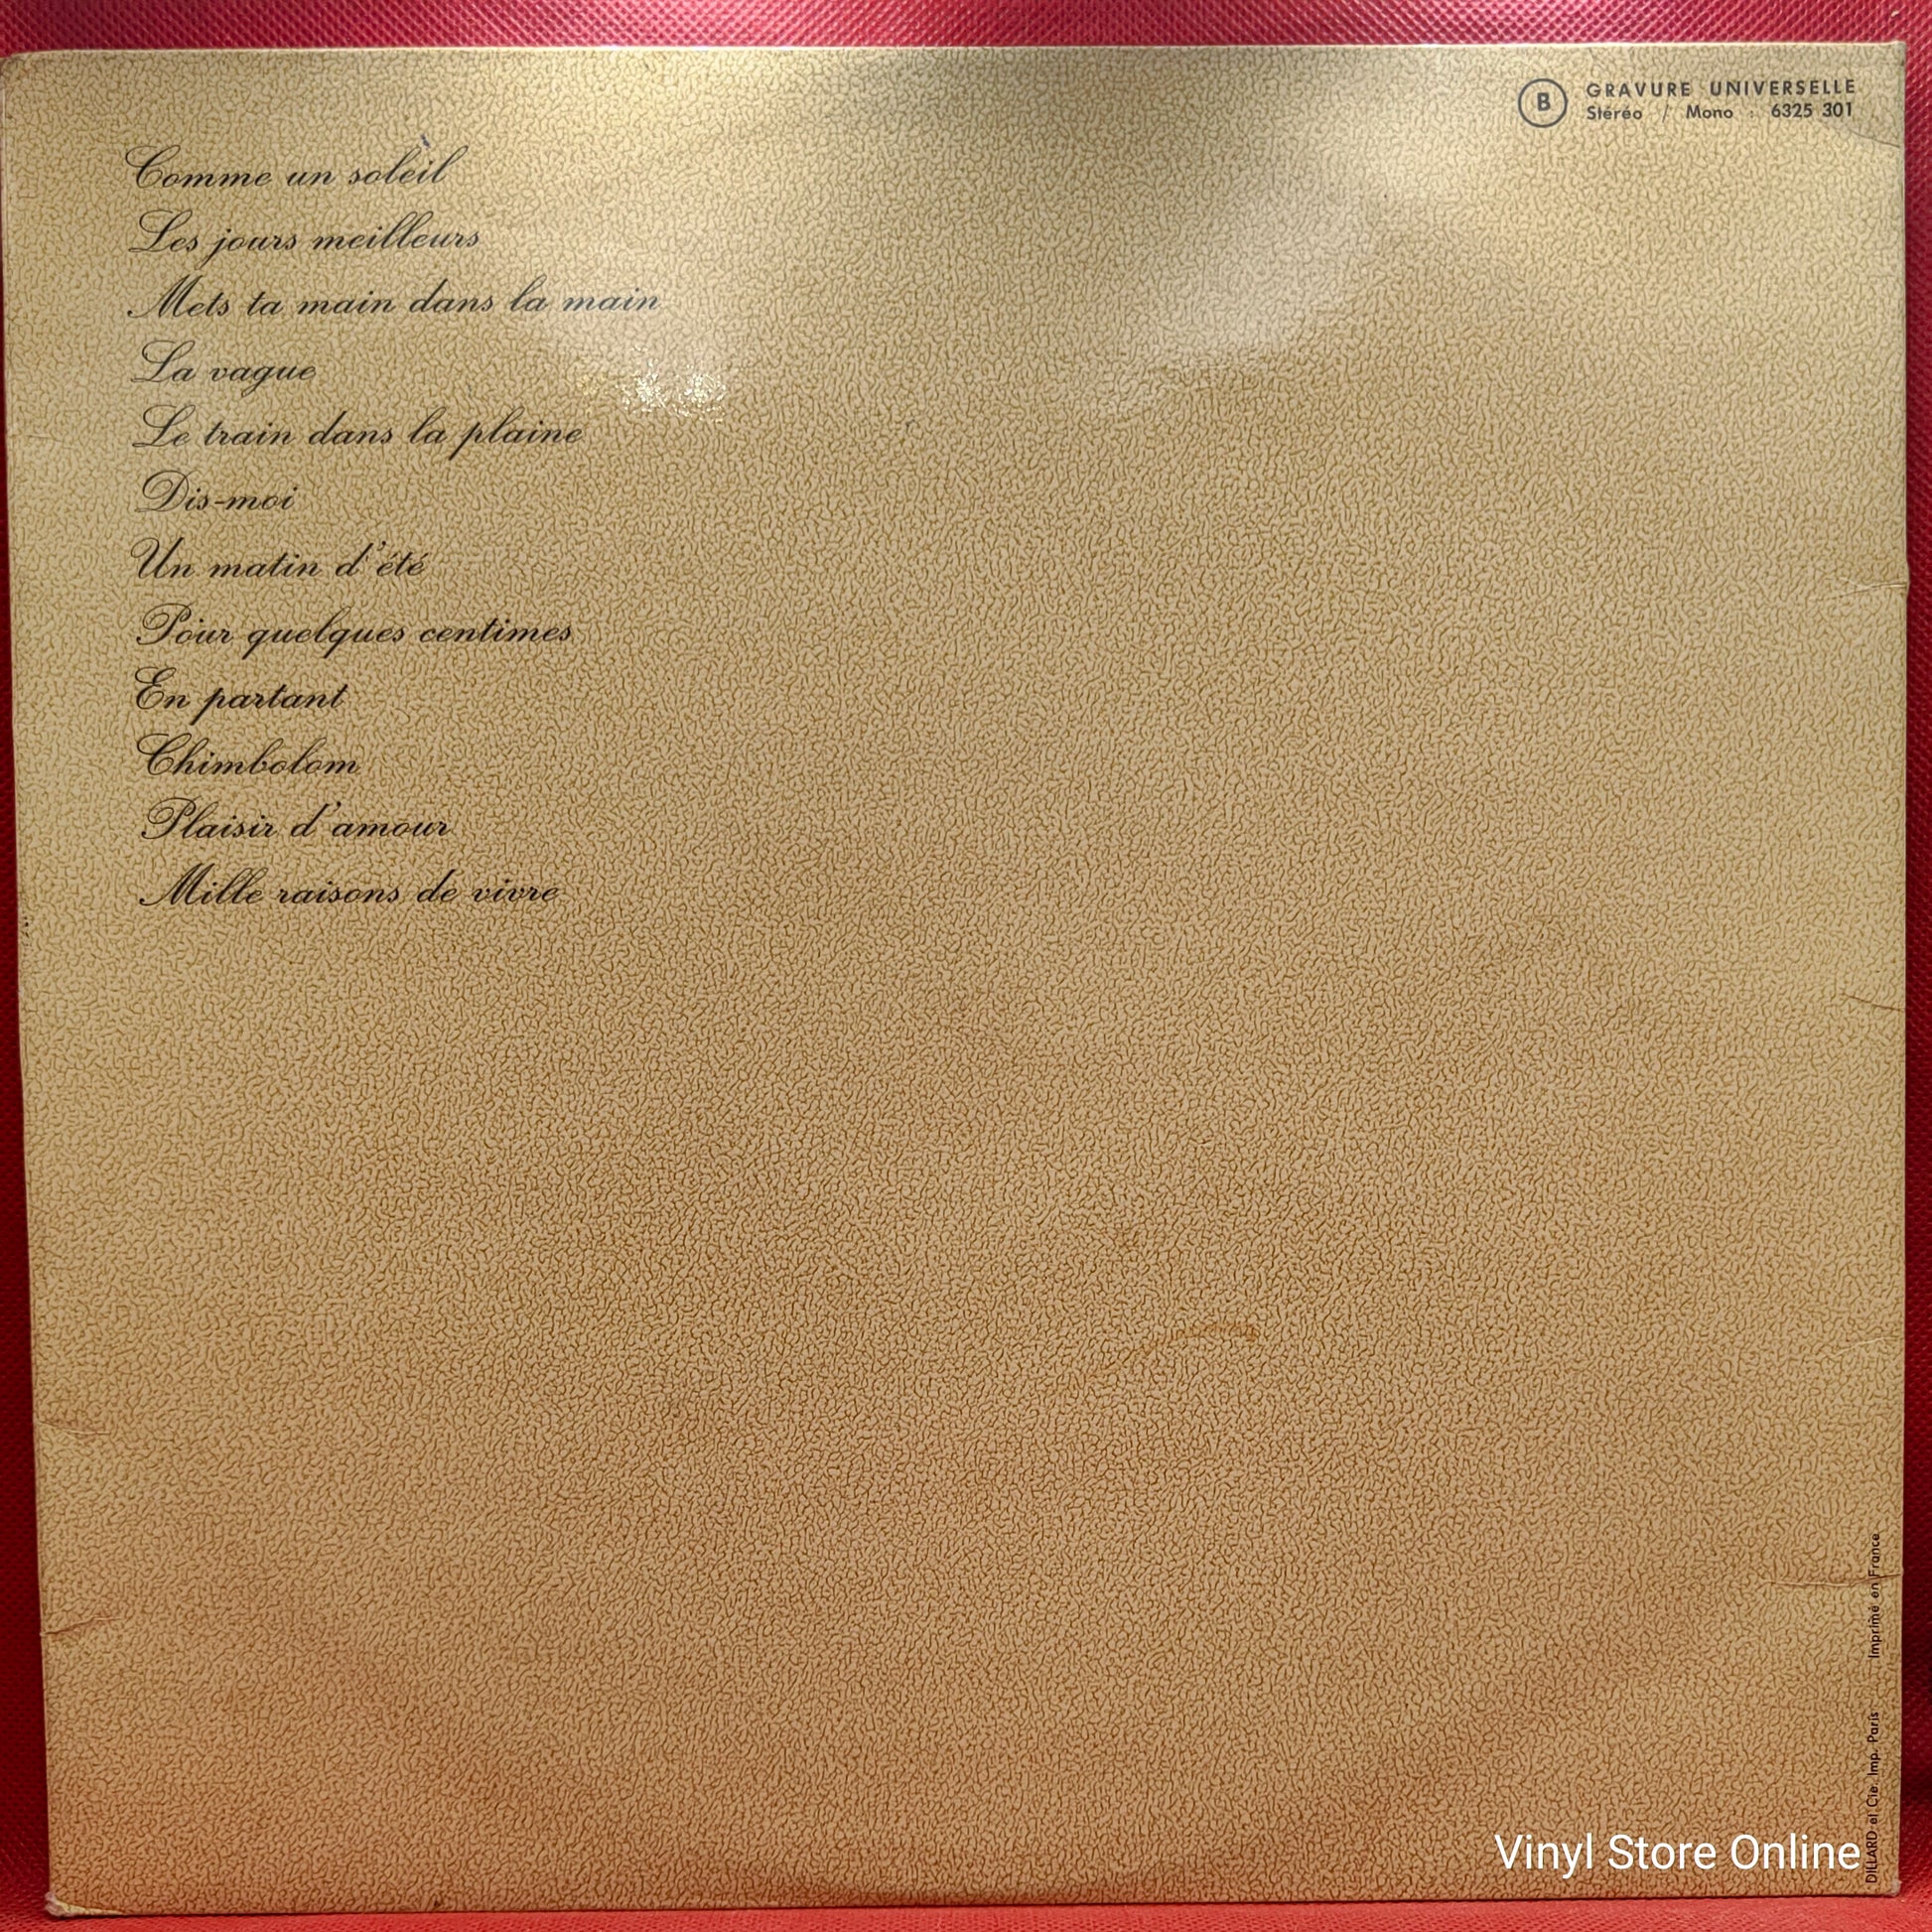 B
GRAVURE UNIVERSELLE
Stéréo / Mono : 6325 301
Comme un soleil
Les jours meilleurs
Mets ta main dans la main
La vague
Le train dans la plaine
Dis-moi
Un matin d'été
Pour quelques centimes
En partant
Chimbolom
Plaisir d'amour
Mille raisons de vivre
DILLARD et Cie. Imp. Paris Imprimé en France
Vinyl Store Online